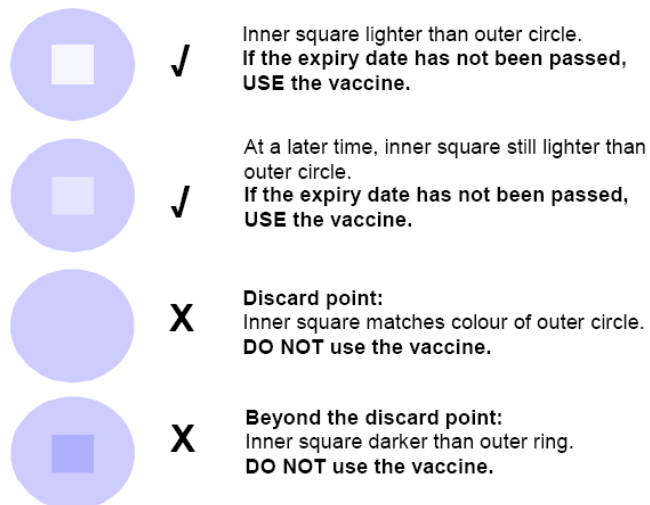 √ Inner square lighter than outer circle.
If the expiry date has not been passed,
USE the vaccine.
At a later time, inner square still lighter than
outer circle.
√ If the expiry date has not been passed,
USE the vaccine.
Discard point:
X Inner square matches colour of outer circle.
DO NOT use the vaccine.
Beyond the discard point:
X Inner square darker than outer ring.
DO NOT use the vaccine.